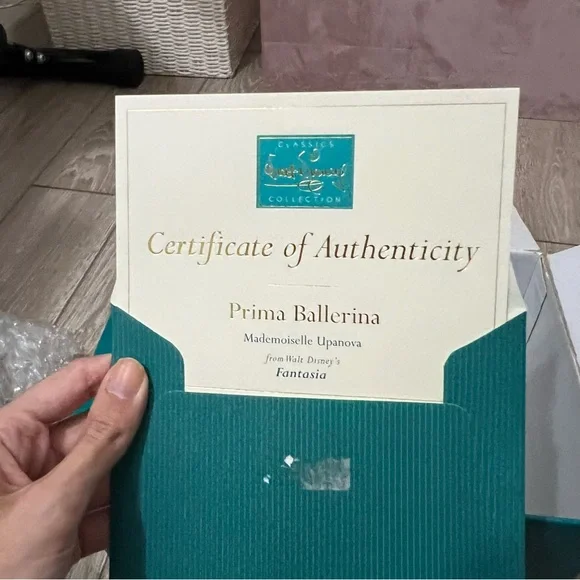 CLASSICS
Walt Disney
COLLECTION
Certificate of Authenticity
Prima Ballerina
Mademoiselle Upanova
from Walt Disney's
Fantasia